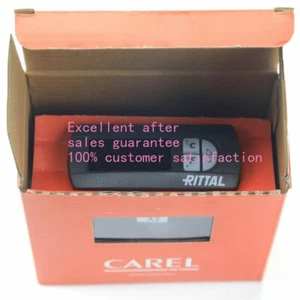 Excellent after
sales guarantee
100% customer satisfaction
RITTAL
CAREL